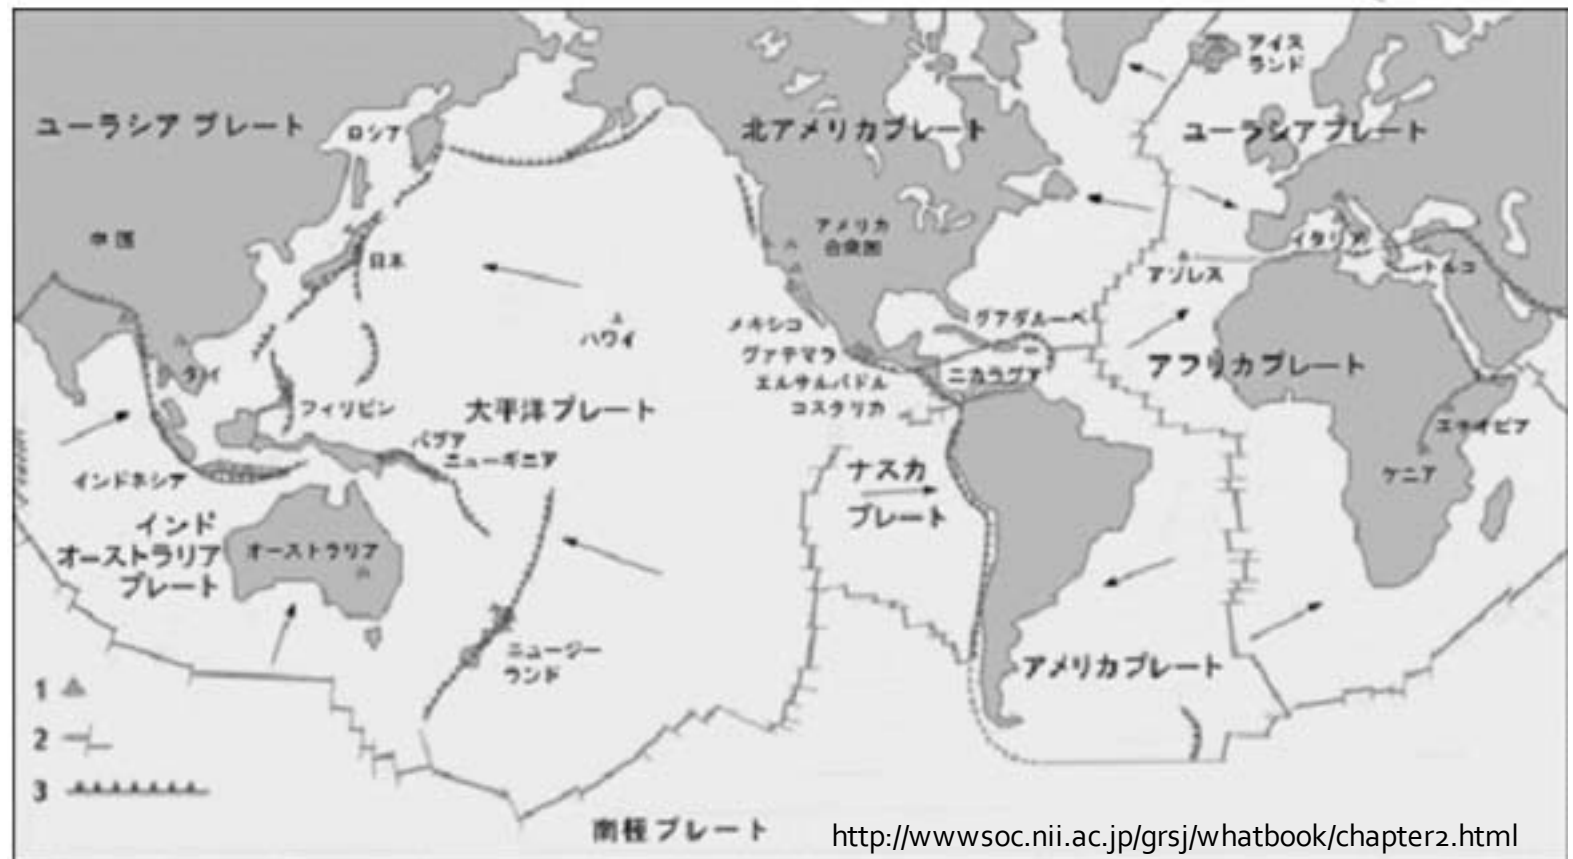 アイス
ランド
ユーラシア プレート
ロシア
北アメリカプレート
ユーラシアプレート
中国
日本
アメリカ
合衆国
イタリア
トルコ
アゾレス
ハワイ
メキシコ
グアダループ
グァテマラ
エルサルバドル
コスタリカ
ニカラグア
アフリカプレート
タイ
フィリピン
大平洋プレート
パプア
ニューギニア
エチオピア
ケニア
インドネシア
ナスカ
プレート
インド
オーストラリア
プレート
オーストラリア
ニュージー
ランド
アメリカプレート
1
2
3
南極プレート
http://wwwsoc.nii.ac.jp/grsj/whatbook/chapter2.html